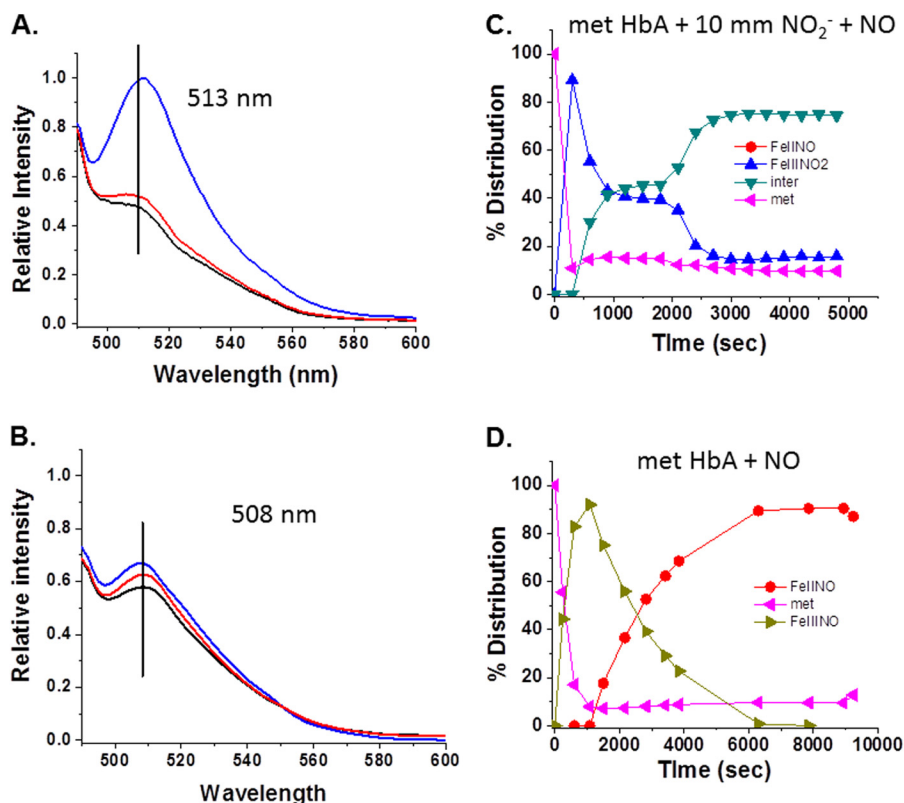 A.
Relative Intensity
1.0
0.8
0.6
0.4
0.2
0.0
513 nm
500 520 540 560 580 600
Wavelength (nm)
C.
met HbA + 10 mm NO₂⁻ + NO
% Distribution
100
80
60
40
20
0
FeIINO
FeIIINO2
inter
met
0 1000 2000 3000 4000 5000
TIme (sec)
B.
Relative intensity
1.0
0.8
0.6
0.4
0.2
0.0
508 nm
500 520 540 560 580 600
Wavelength
D.
met HbA + NO
% Distribution
100
80
60
40
20
0
FeIINO
met
FeIIINO
0 2000 4000 6000 8000 10000
TIme (sec)